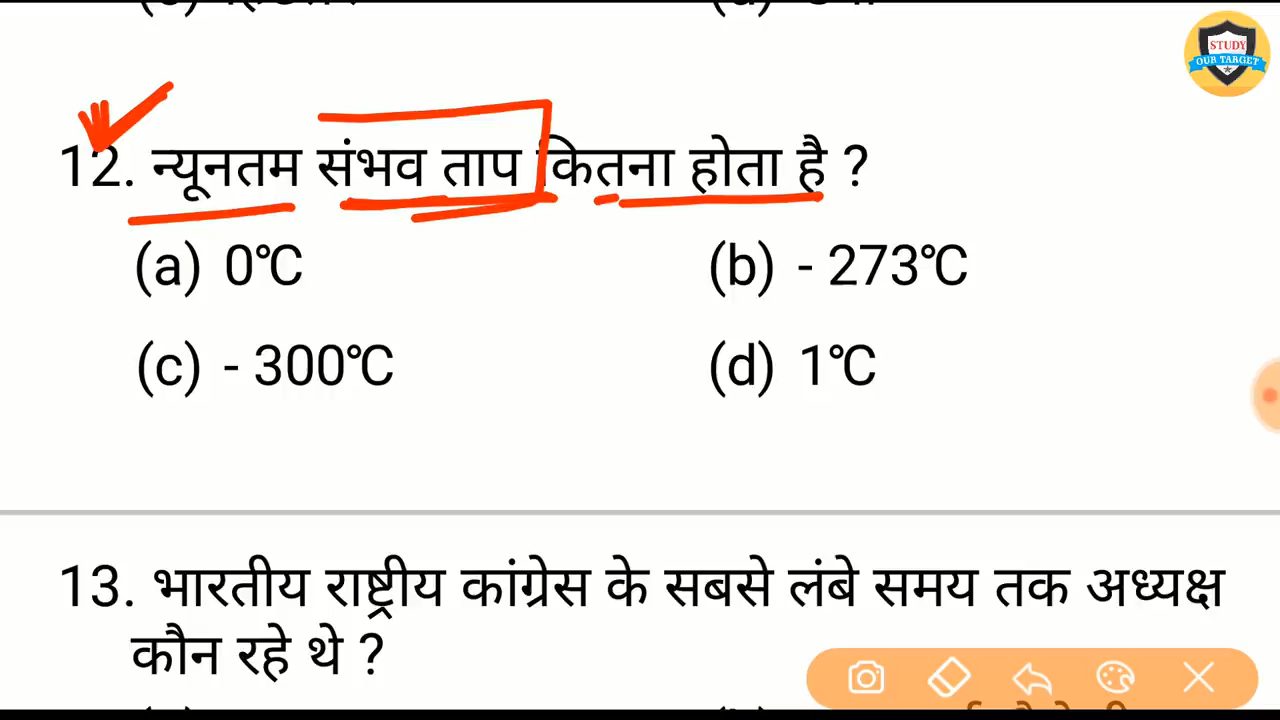 STUDY
OUR TARGET
12. न्यूनतम संभव ताप कितना होता है ?
(a) 0℃ (b) - 273℃
(c) - 300℃ (d) 1℃
13. भारतीय राष्ट्रीय कांग्रेस के सबसे लंबे समय तक अध्यक्ष
कौन रहे थे ?